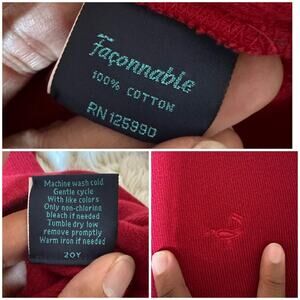 façonnable
100% COTTON
RN 125990
Machine wash cold
Gentle cycle
With like colors
Only non-chlorine
Bleach if needed
Tumble dry low
remove promptly
Warm iron if needed
20Y